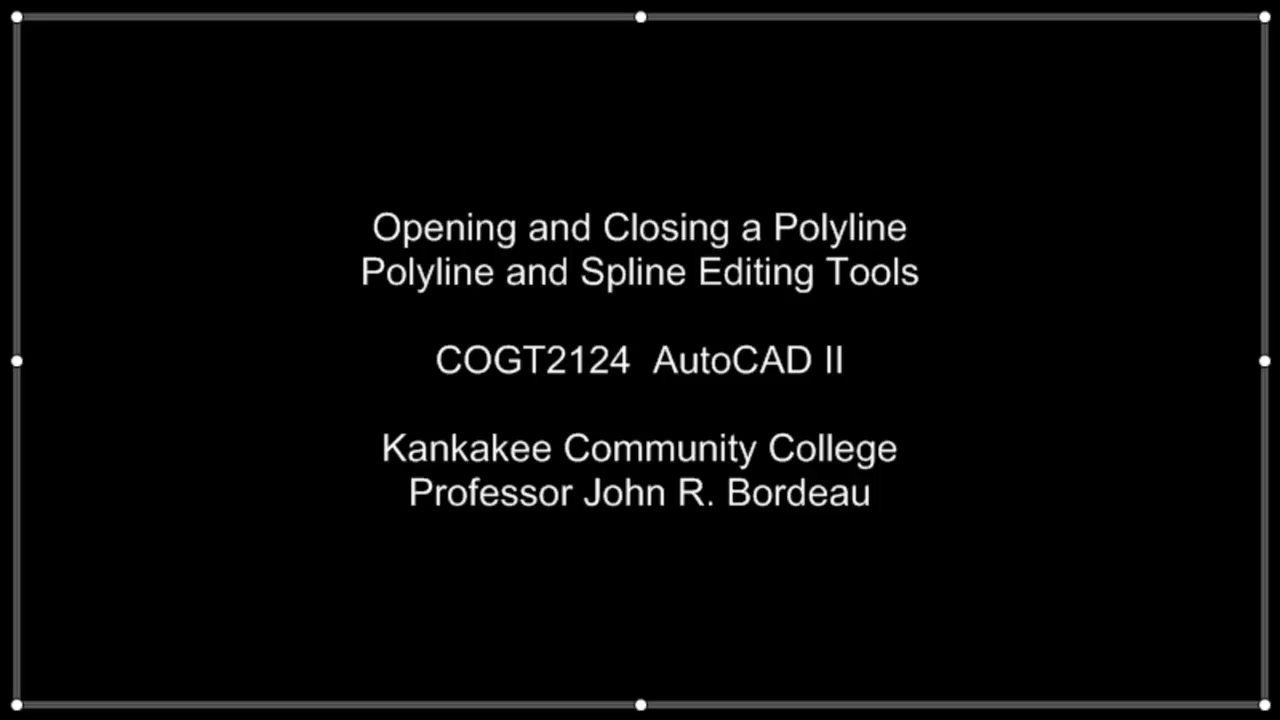 Opening and Closing a Polyline
Polyline and Spline Editing Tools
COGT2124 AutoCAD II
Kankakee Community College
Professor John R. Bordeau